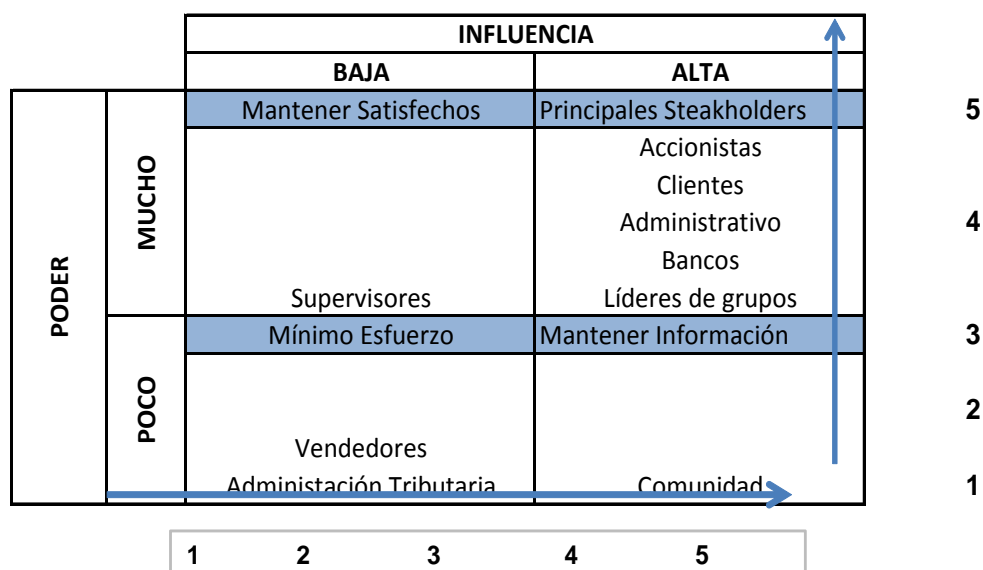 INFLUENCIA
BAJA ALTA
Mantener Satisfechos Principales Steakholders 5
PODER
MUCHO
Accionistas
Clientes
Administrativo 4
Bancos
Supervisores Líderes de grupos
Mínimo Esfuerzo Mantener Información 3
POCO
2
Vendedores
Administación Tributaria Comunidad 1
1 2 3 4 5